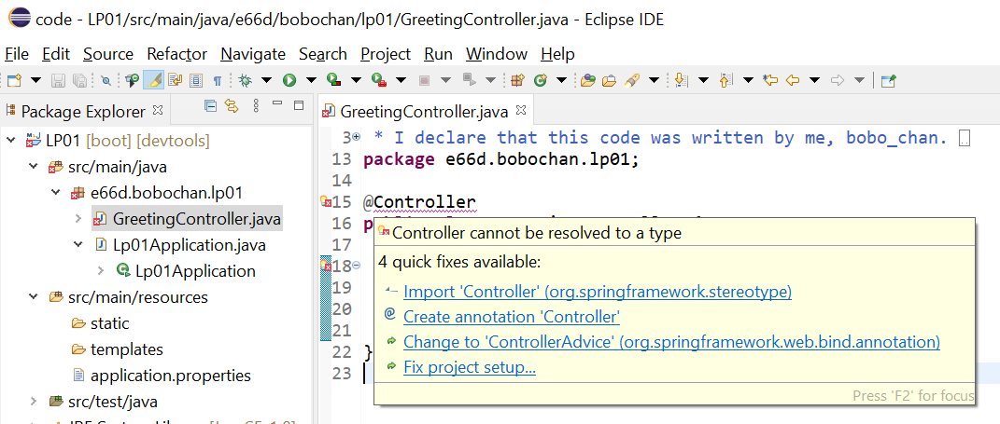 code - LP01/src/main/java/e66d/bobochan/lp01/GreetingController.java - Eclipse IDE
File Edit Source Refactor Navigate Search Project Run Window Help
Package Explorer
LP01 [boot] [devtools]
src/main/java
e66d.bobochan.lp01
GreetingController.java
Lp01Application.java
Lp01Application
src/main/resources
static
templates
application.properties
src/test/java
GreetingController.java
3 * I declare that this code was written by me, bobo_chan.
13 package e66d.bobochan.lp01;
14
15 @Controller
16
17
18
19
20
21
22 }
23
Controller cannot be resolved to a type
4 quick fixes available:
Import 'Controller' (org.springframework.stereotype)
@ Create annotation 'Controller'
Change to 'ControllerAdvice' (org.springframework.web.bind.annotation)
Fix project setup...
Press 'F2' for focus